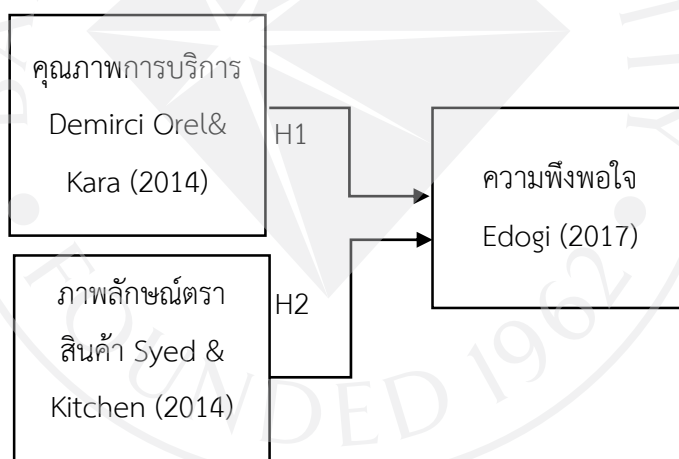 คุณภาพการบริการ
Demirci Orel&
Kara (2014)
H1
ความพึงพอใจ
Edogi (2017)
ภาพลักษณ์ตรา
สินค้า Syed &
Kitchen (2014)
H2
FOUNDED 1962